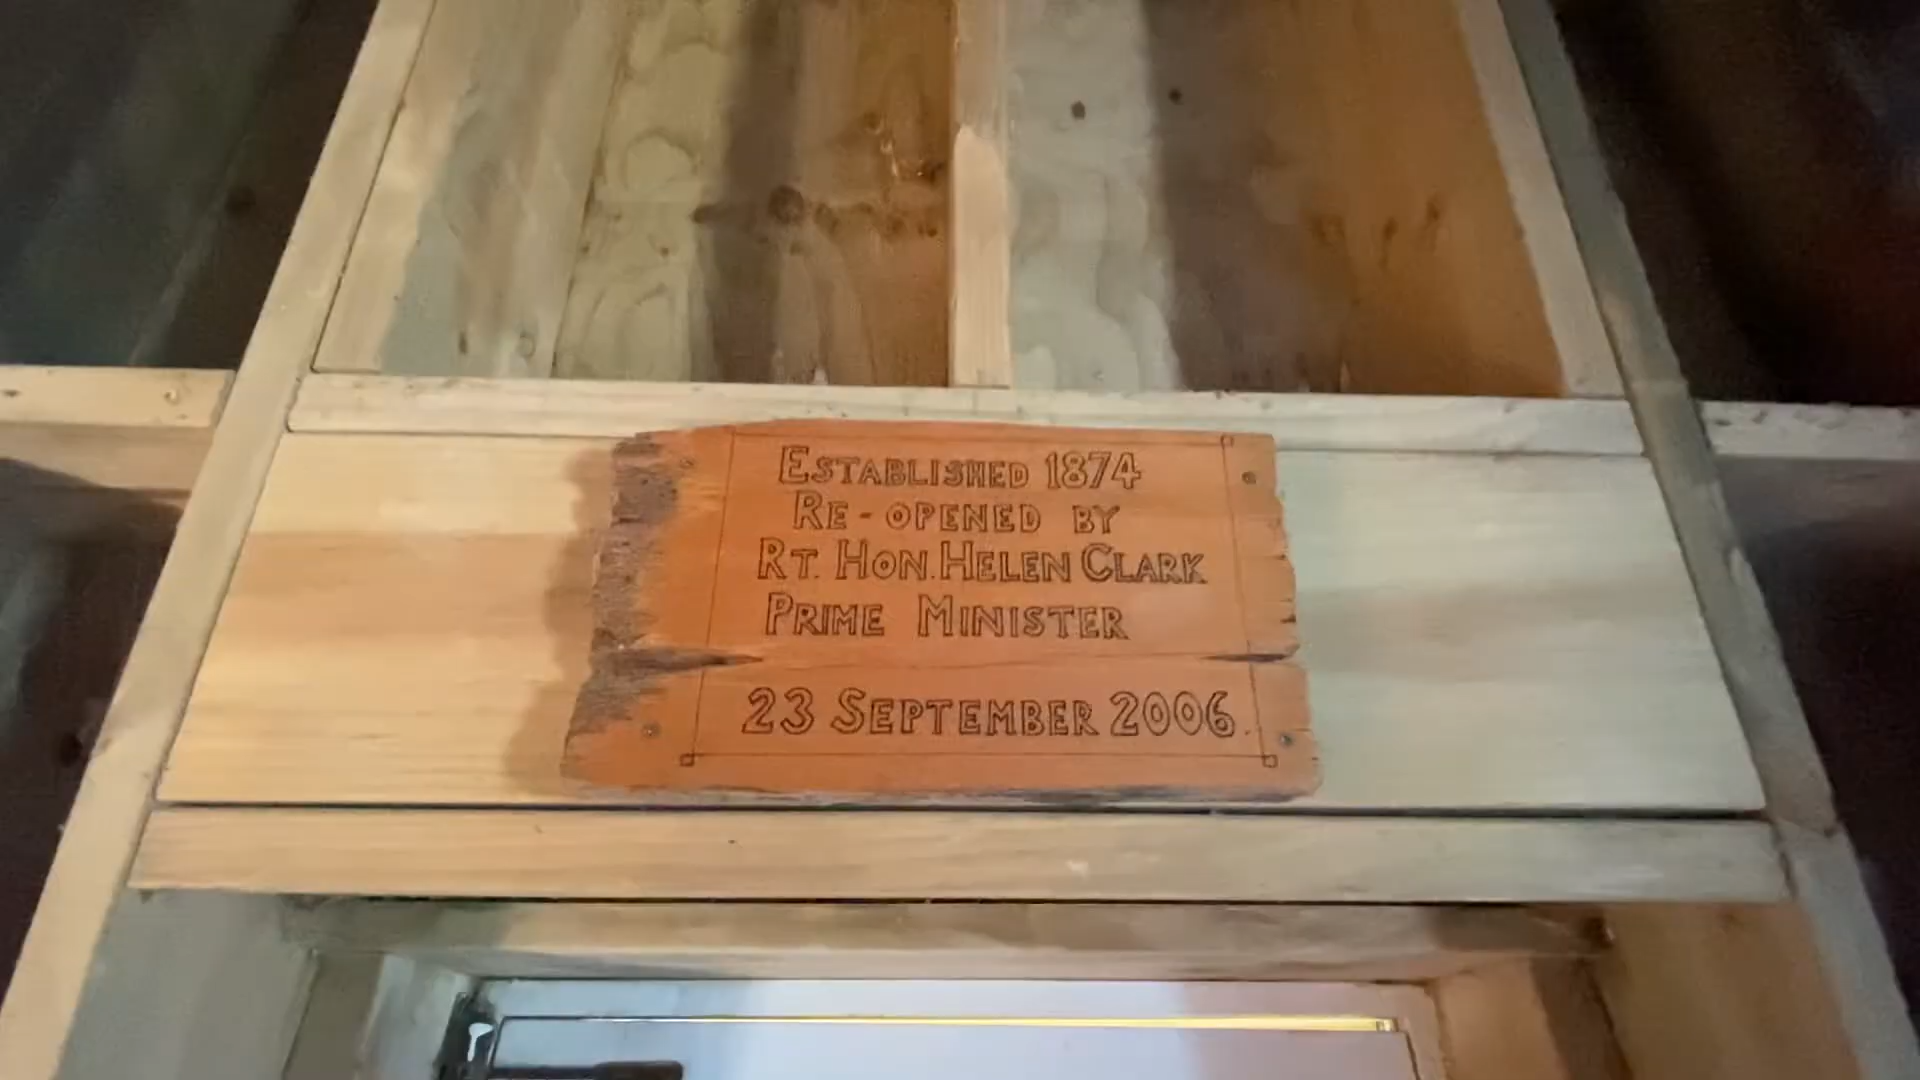 ESTABLISHED 1874
RE-OPENED BY
RT. HON. HELEN CLARK
PRIME MINISTER
23 SEPTEMBER 2006.